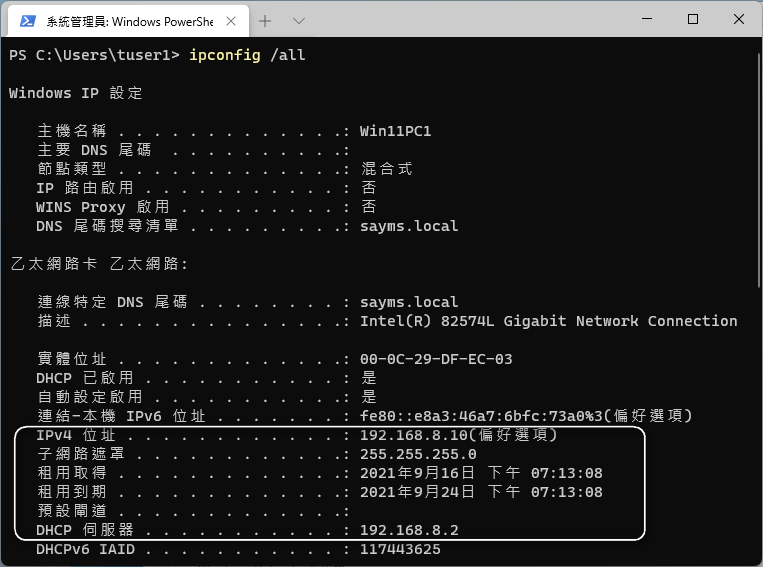 系統管理員: Windows PowerShe
PS C:\Users\tuser1> ipconfig /all
Windows IP 設定
主機名稱 . . . . . . . . . . . . .: Win11PC1
主要 DNS 尾碼  . . . . . . . . . .:
節點類型 . . . . . . . . . . . . .: 混合式
IP 路由啟用 . . . . . . . . . . . : 否
WINS Proxy 啟用 . . . . . . . . . : 否
DNS 尾碼搜尋清單 . . . . . . . . .: sayms.local
乙太網路卡 乙太網路:
連線特定 DNS 尾碼 . . . . . . . . : sayms.local
描述 . . . . . . . . . . . . . . .: Intel(R) 82574L Gigabit Network Connection
實體位址 . . . . . . . . . . . . .: 00-0C-29-DF-EC-03
DHCP 已啟用 . . . . . . . . . . . : 是
自動設定啟用 . . . . . . . . . . .: 是
連結-本機 IPv6 位址 . . . . . . . : fe80::e8a3:46a7:6bfc:73a0%3(偏好選項)
IPv4 位址 . . . . . . . . . . . . : 192.168.8.10(偏好選項)
子網路遮罩 . . . . . . . . . . . .: 255.255.255.0
租用取得 . . . . . . . . . . . . .: 2021年9月16日 下午 07:13:08
租用到期 . . . . . . . . . . . . .: 2021年9月24日 下午 07:13:08
預設閘道 . . . . . . . . . . . . .:
DHCP 伺服器 . . . . . . . . . . . : 192.168.8.2
DHCPv6 IAID . . . . . . . . . . . : 117443625